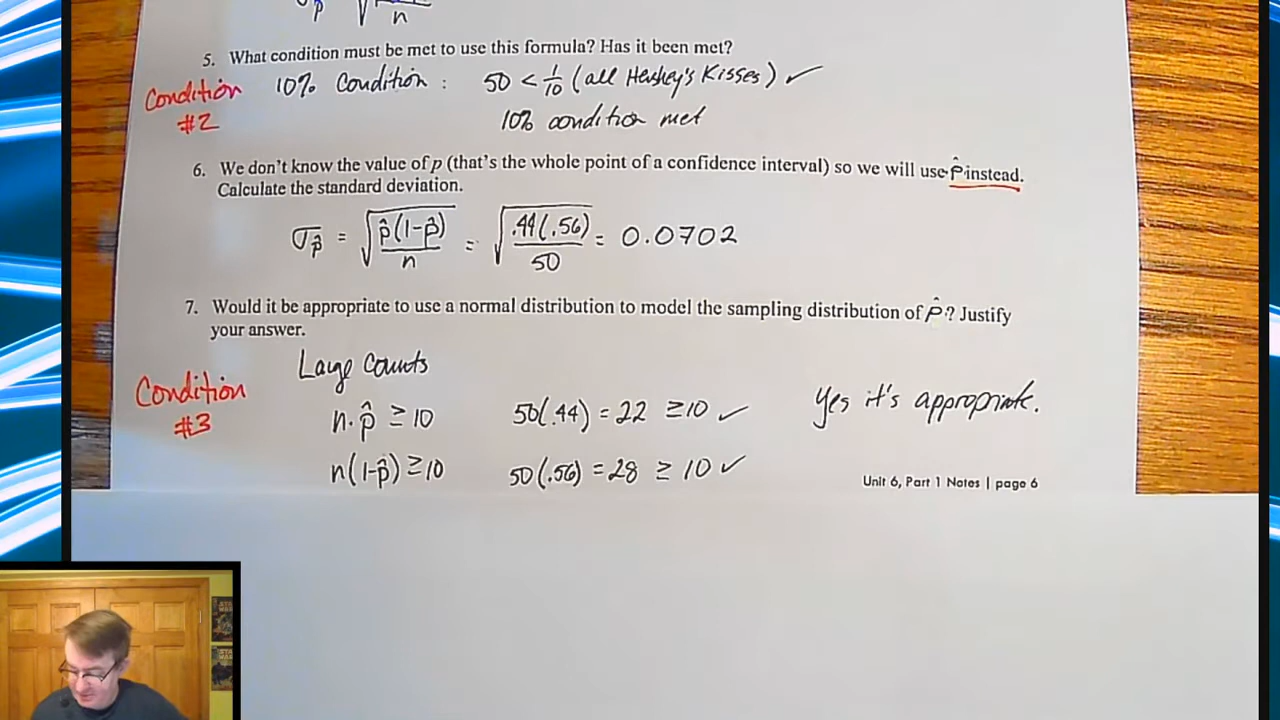 σp̂ √ n
5. What condition must be met to use this formula? Has it been met?
Condition #2
10% Condition : 50 < 1/10 (all Hershey's Kisses) ✓
10% condition met
6. We don't know the value of p (that's the whole point of a confidence interval) so we will use p̂ instead.
Calculate the standard deviation.
σp̂ = √(p̂(1-p̂)/n) = √(.44(.56)/50) = 0.0702
7. Would it be appropriate to use a normal distribution to model the sampling distribution of p̂? Justify
your answer.
Condition #3
Large Counts
n·p̂ ≥ 10 50(.44) = 22 ≥ 10 ✓ Yes it's appropriate.
n(1-p̂) ≥ 10 50(.56) = 28 ≥ 10 ✓
Unit 6, Part 1 Notes | page 6
STAR WARS
STAR WARS